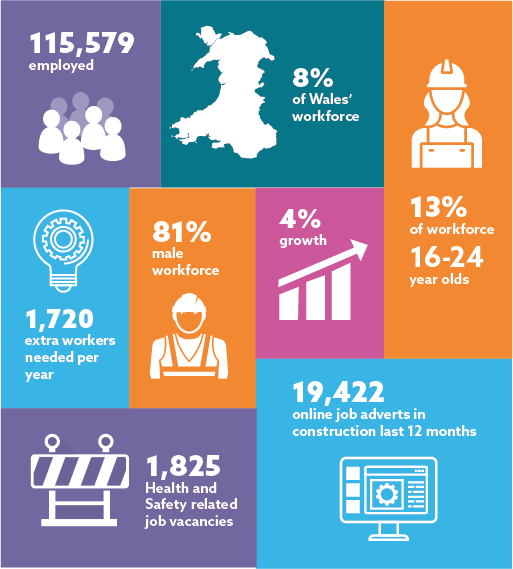 115,579
employed
8%
of Wales’
workforce
13%
of workforce
16-24
year olds
1,720
extra workers
needed per
year
81%
male
workforce
4%
growth
19,422
online job adverts in
construction last 12 months
1,825
Health and
Safety related
job vacancies